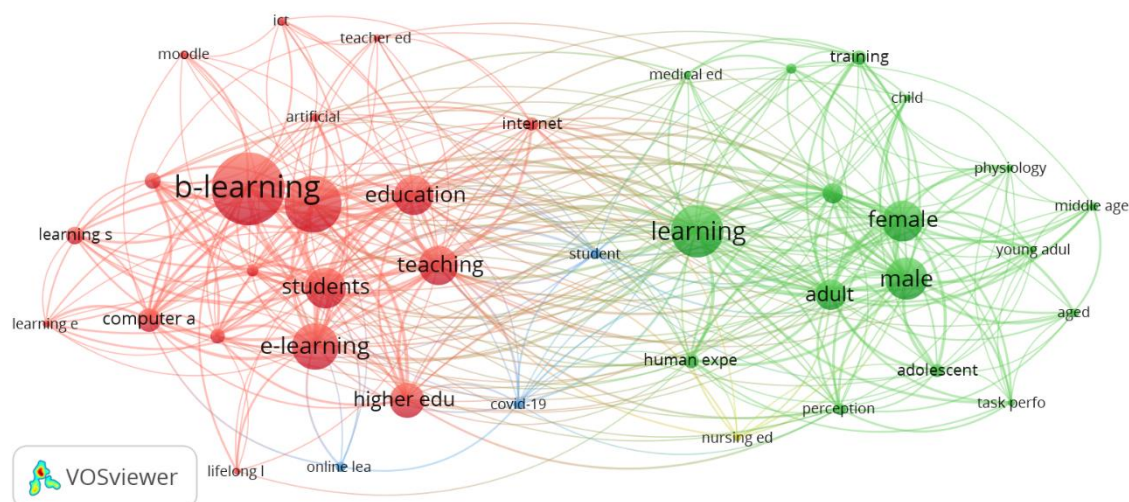 ict
teacher ed
moodle
training
medical ed
child
artificial
internet
physiology
b-learning
education
middle age
female
learning
learning s
student
young adul
teaching
male
students
adult
aged
learning e
computer a
e-learning
human expe
adolescent
higher edu
covid-19
perception
task perfo
nursing ed
lifelong l
online lea
VOSviewer